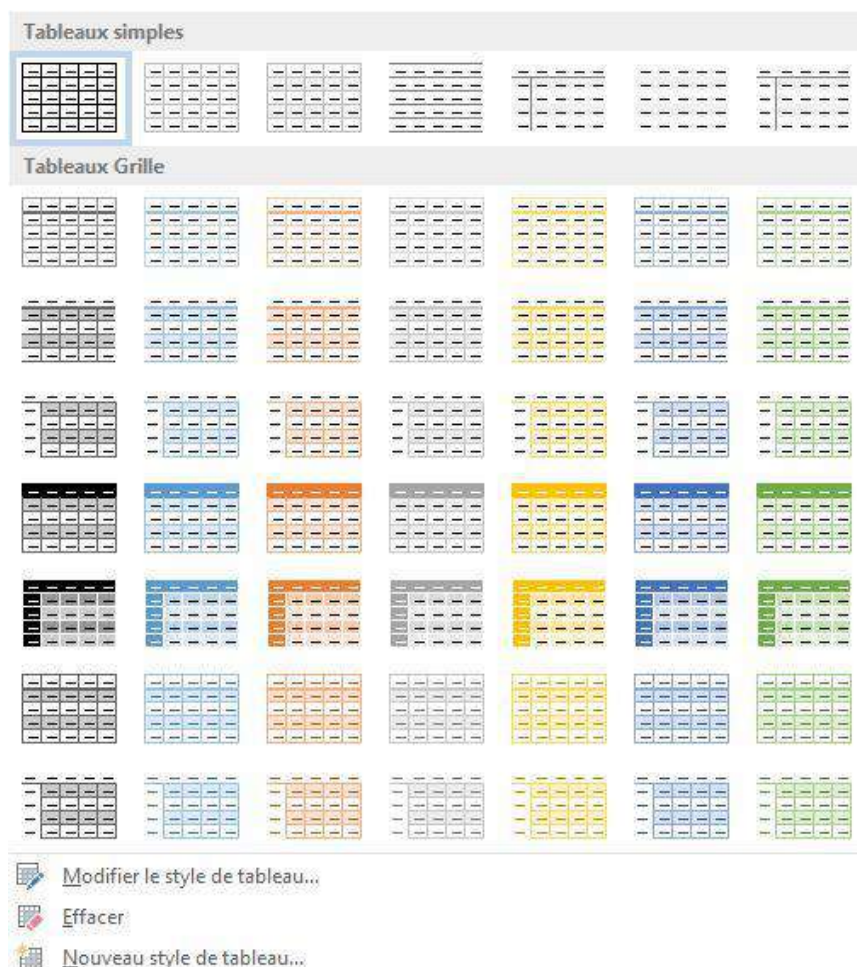 Tableaux simples
Tableaux Grille
Modifier le style de tableau...
Effacer
Nouveau style de tableau...